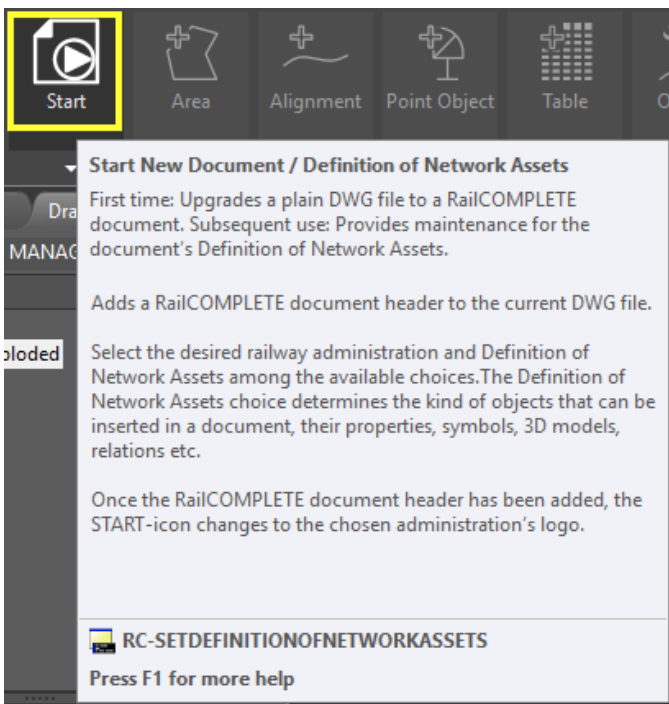 Start
Area
Alignment
Point Object
Table
Start New Document / Definition of Network Assets
First time: Upgrades a plain DWG file to a RailCOMPLETE
document. Subsequent use: Provides maintenance for the
document's Definition of Network Assets.
Adds a RailCOMPLETE document header to the current DWG file.
Select the desired railway administration and Definition of
Network Assets among the available choices.The Definition of
Network Assets choice determines the kind of objects that can be
inserted in a document, their properties, symbols, 3D models,
relations etc.
Once the RailCOMPLETE document header has been added, the
START-icon changes to the chosen administration's logo.
RC-SETDEFINITIONOFNETWORKASSETS
Press F1 for more help
Dra
MANAG
ploded